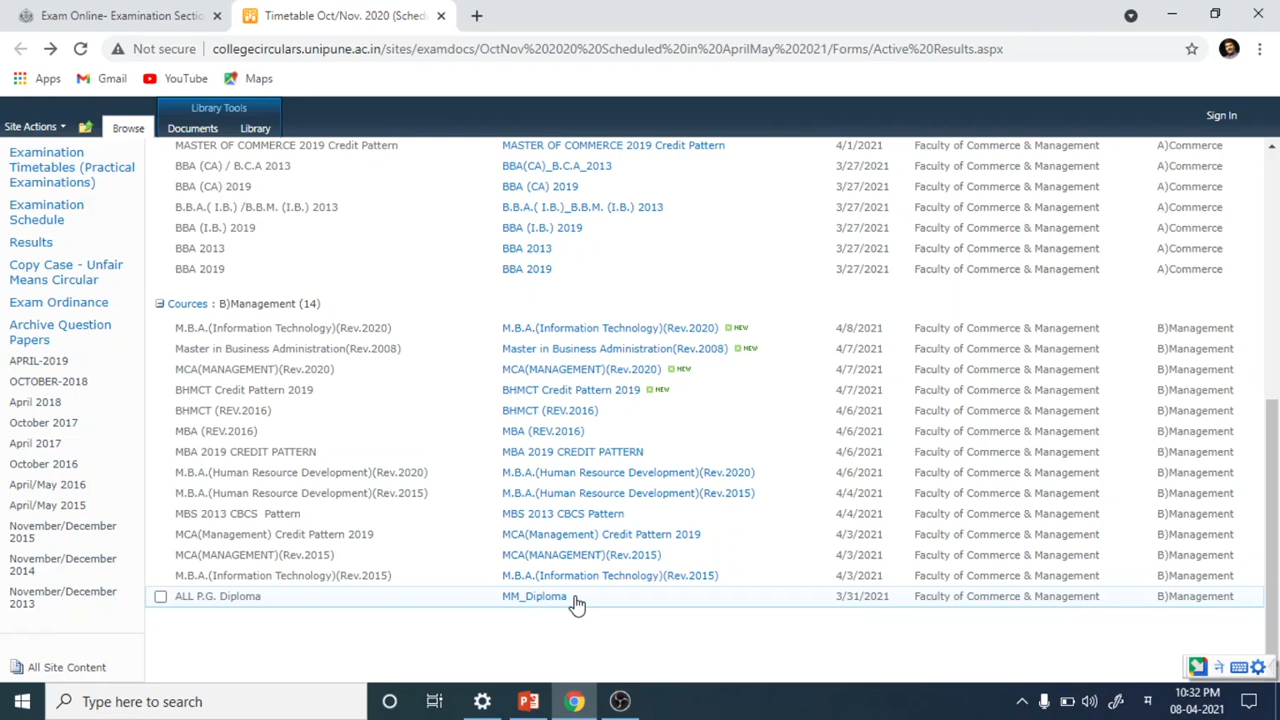 Exam Online- Examination Sectio
Timetable Oct/Nov. 2020 (Sched
Not secure
collegecirculars.unipune.ac.in/sites/examdocs/OctNov%202020%20Scheduled%20in%20AprilMay%202021/Forms/Active%20Results.aspx
Apps
Gmail
YouTube
Maps
Library Tools
Site Actions
Browse
Documents
Library
Sign In
Examination
Timetables (Practical
Examinations)
Examination
Schedule
Results
Copy Case - Unfair
Means Circular
Exam Ordinance
Archive Question
Papers
APRIL-2019
OCTOBER-2018
April 2018
October 2017
April 2017
October 2016
April/May 2016
April/May 2015
November/December
2015
November/December
2014
November/December
2013
All Site Content
MASTER OF COMMERCE 2019 Credit Pattern MASTER OF COMMERCE 2019 Credit Pattern 4/1/2021 Faculty of Commerce & Management A)Commerce
BBA (CA) / B.C.A 2013 BBA(CA)_B.C.A_2013 3/27/2021 Faculty of Commerce & Management A)Commerce
BBA (CA) 2019 BBA (CA) 2019 3/27/2021 Faculty of Commerce & Management A)Commerce
B.B.A.( I.B.) /B.B.M. (I.B.) 2013 B.B.A.( I.B.)_B.B.M. (I.B.) 2013 3/27/2021 Faculty of Commerce & Management A)Commerce
BBA (I.B.) 2019 BBA (I.B.) 2019 3/27/2021 Faculty of Commerce & Management A)Commerce
BBA 2013 BBA 2013 3/27/2021 Faculty of Commerce & Management A)Commerce
BBA 2019 BBA 2019 3/27/2021 Faculty of Commerce & Management A)Commerce
Cources : B)Management (14)
M.B.A.(Information Technology)(Rev.2020) M.B.A.(Information Technology)(Rev.2020) NEW 4/8/2021 Faculty of Commerce & Management B)Management
Master in Business Administration(Rev.2008) Master in Business Administration(Rev.2008) NEW 4/7/2021 Faculty of Commerce & Management B)Management
MCA(MANAGEMENT)(Rev.2020) MCA(MANAGEMENT)(Rev.2020) NEW 4/7/2021 Faculty of Commerce & Management B)Management
BHMCT Credit Pattern 2019 BHMCT Credit Pattern 2019 NEW 4/7/2021 Faculty of Commerce & Management B)Management
BHMCT (REV.2016) BHMCT (REV.2016) 4/6/2021 Faculty of Commerce & Management B)Management
MBA (REV.2016) MBA (REV.2016) 4/6/2021 Faculty of Commerce & Management B)Management
MBA 2019 CREDIT PATTERN MBA 2019 CREDIT PATTERN 4/6/2021 Faculty of Commerce & Management B)Management
M.B.A.(Human Resource Development)(Rev.2020) M.B.A.(Human Resource Development)(Rev.2020) 4/6/2021 Faculty of Commerce & Management B)Management
M.B.A.(Human Resource Development)(Rev.2015) M.B.A.(Human Resource Development)(Rev.2015) 4/4/2021 Faculty of Commerce & Management B)Management
MBS 2013 CBCS Pattern MBS 2013 CBCS Pattern 4/3/2021 Faculty of Commerce & Management B)Management
MCA(Management) Credit Pattern 2019 MCA(Management) Credit Pattern 2019 4/3/2021 Faculty of Commerce & Management B)Management
MCA(MANAGEMENT)(Rev.2015) MCA(MANAGEMENT)(Rev.2015) 4/3/2021 Faculty of Commerce & Management B)Management
M.B.A.(Information Technology)(Rev.2015) M.B.A.(Information Technology)(Rev.2015) 4/3/2021 Faculty of Commerce & Management B)Management
ALL P.G. Diploma MM_Diploma 3/31/2021 Faculty of Commerce & Management B)Management
Type here to search
10:32 PM
08-04-2021